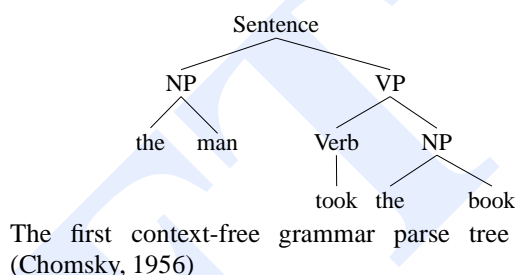 Sentence
NP VP
the man Verb NP
took the book
The first context-free grammar parse tree
(Chomsky, 1956)